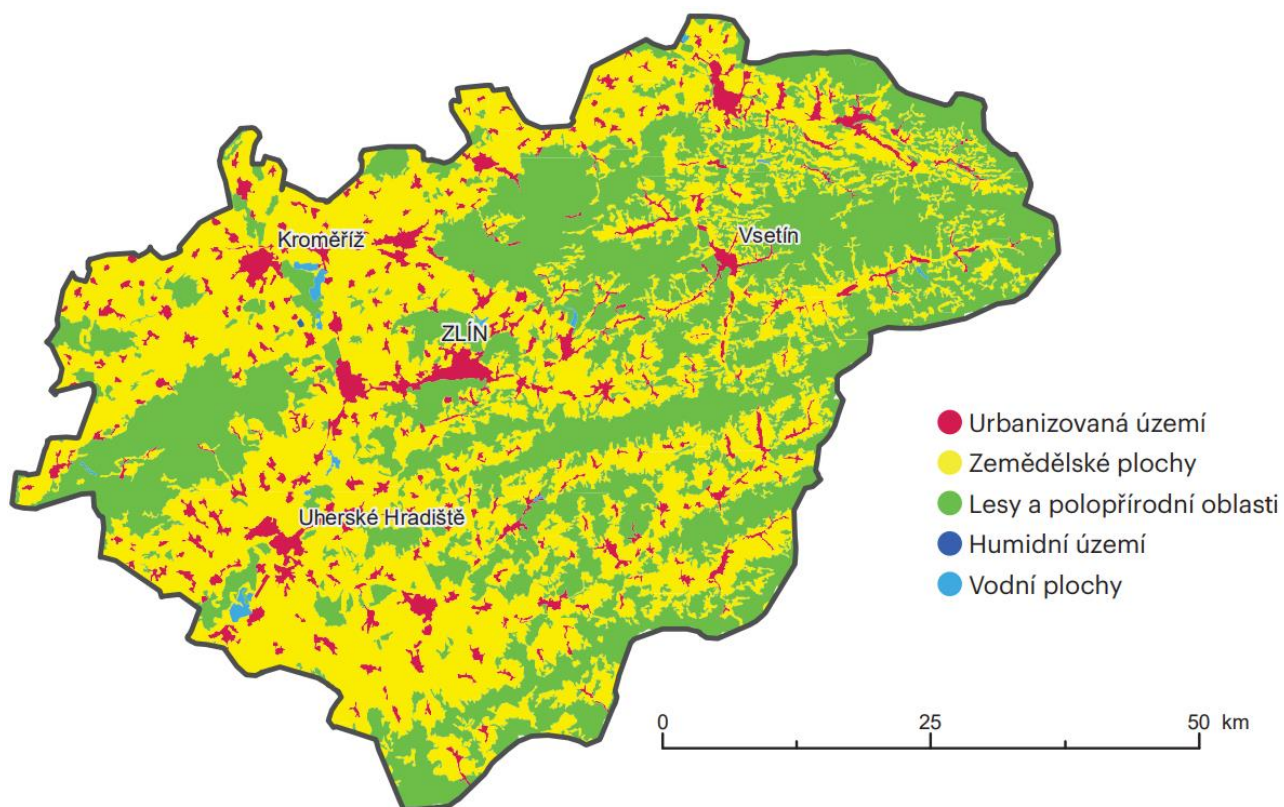 Kroměříž
Vsetín
ZLÍN
Uherské Hradiště
Urbanizovaná území
Zemědělské plochy
Lesy a polopřírodní oblasti
Humidní území
Vodní plochy
0 25 50 km